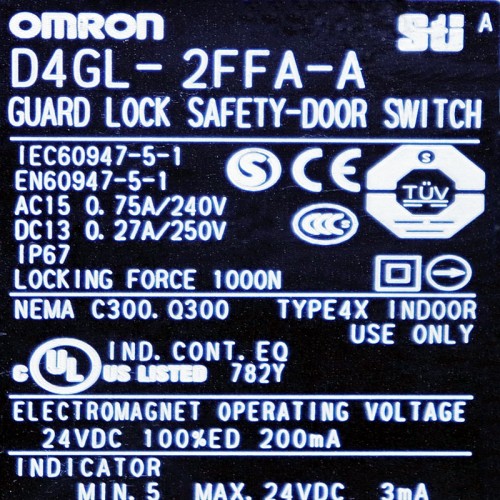 OMRON STI A
D4GL-2FFA-A
GUARD LOCK SAFETY-DOOR SWITCH
IEC60947-5-1
EN60947-5-1
AC15 0.75A/240V
DC13 0.27A/250V
IP67
LOCKING FORCE 1000N
S CE CCC S TÜV
NEMA C300. Q300 TYPE4X INDOOR
USE ONLY
IND. CONT. EQ
c UL US LISTED 782Y
ELECTROMAGNET OPERATING VOLTAGE
24VDC 100%ED 200mA
INDICATOR
MIN. 5 MAX. 24VDC 3mA